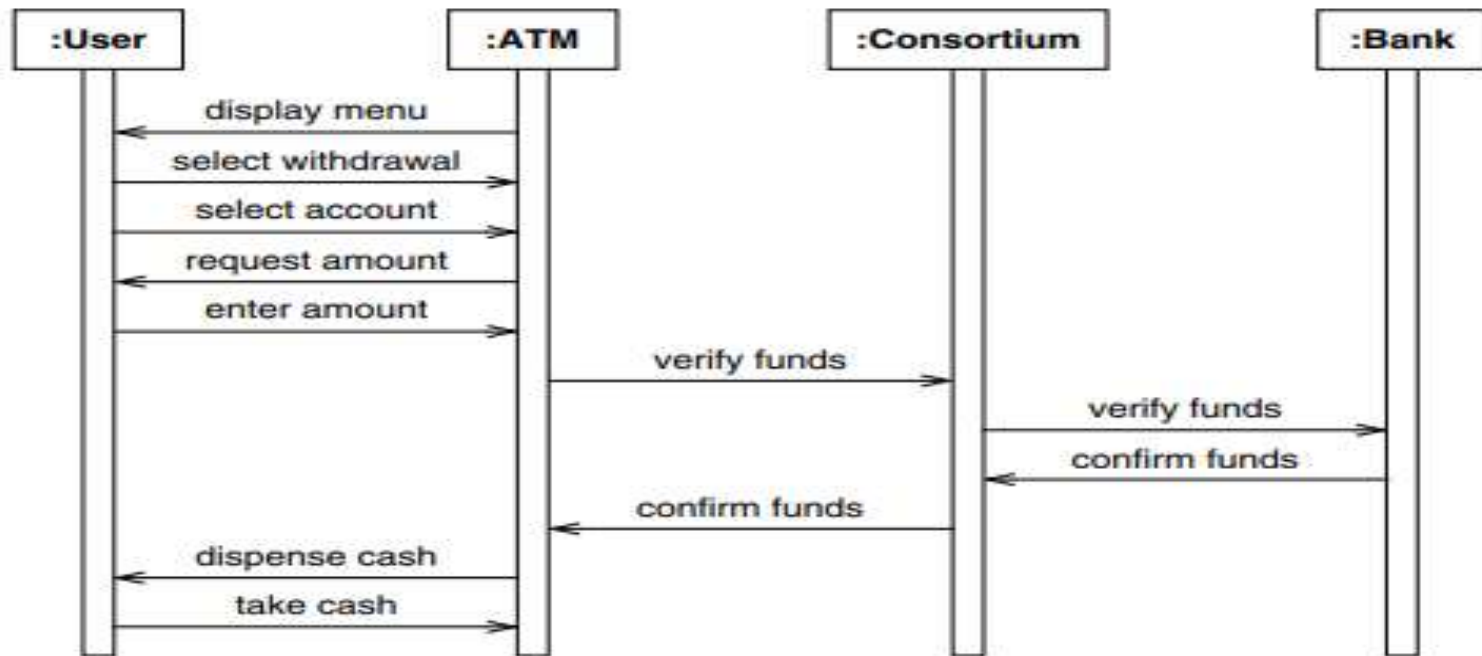 :User
:ATM
:Consortium
:Bank
display menu
select withdrawal
select account
request amount
enter amount
verify funds
verify funds
confirm funds
confirm funds
dispense cash
take cash